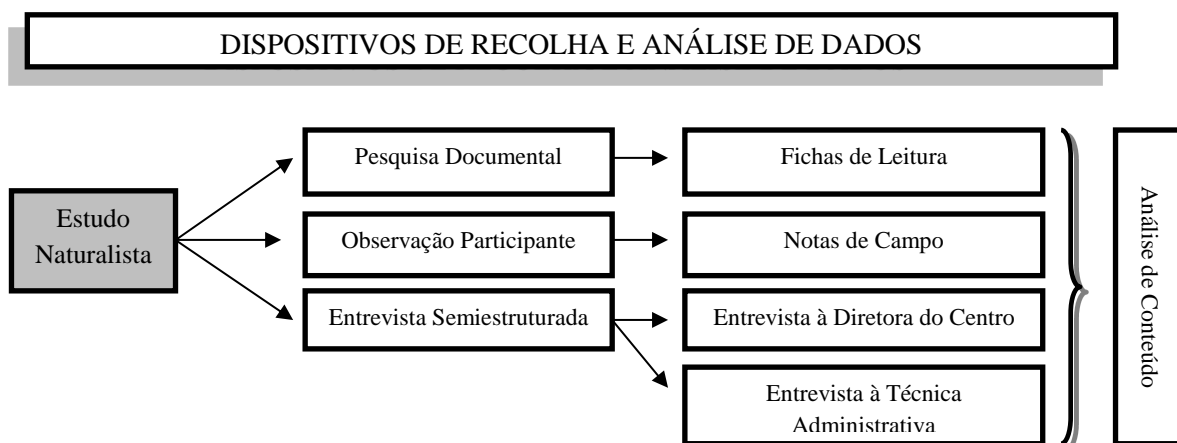 DISPOSITIVOS DE RECOLHA E ANÁLISE DE DADOS
Estudo
Naturalista
Pesquisa Documental
Fichas de Leitura
Observação Participante
Notas de Campo
Entrevista Semiestruturada
Entrevista à Diretora do Centro
Entrevista à Técnica
Administrativa
Análise de Conteúdo